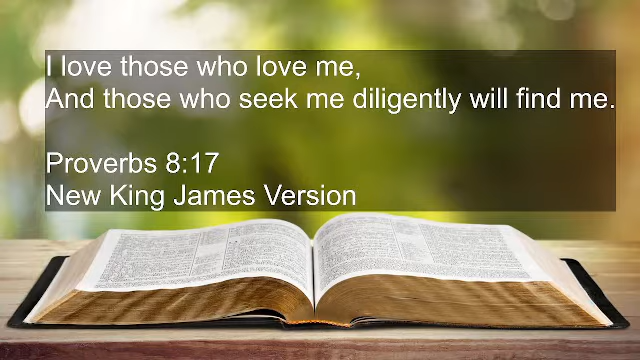 I love those who love me,
And those who seek me diligently will find me.
Proverbs 8:17
New King James Version